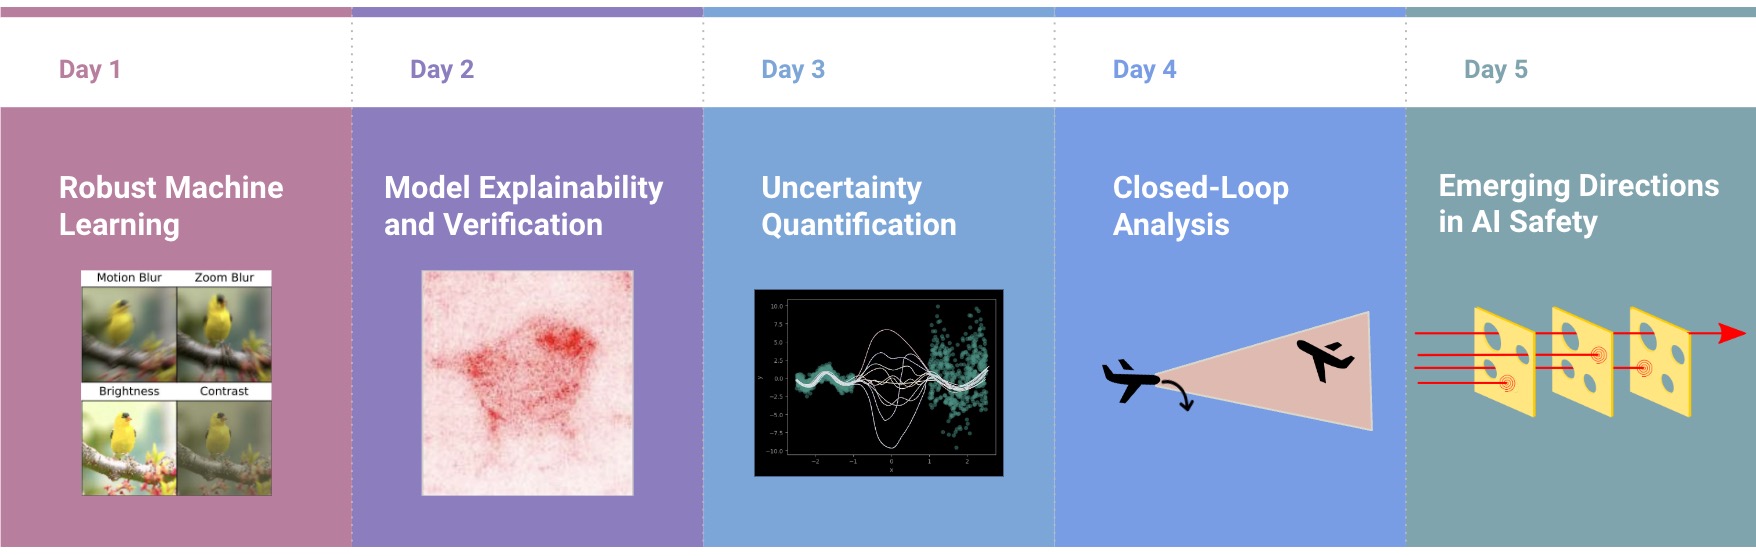 Day 1
Day 2
Day 3
Day 4
Day 5
Robust Machine
Learning
Model Explainability
and Verification
Uncertainty
Quantification
Closed-Loop
Analysis
Emerging Directions
in AI Safety
Motion Blur
Zoom Blur
Brightness
Contrast
10.0
7.5
5.0
2.5
0.0
−2.5
−5.0
−7.5
−10.0
y
−2
−1
0
1
2
x